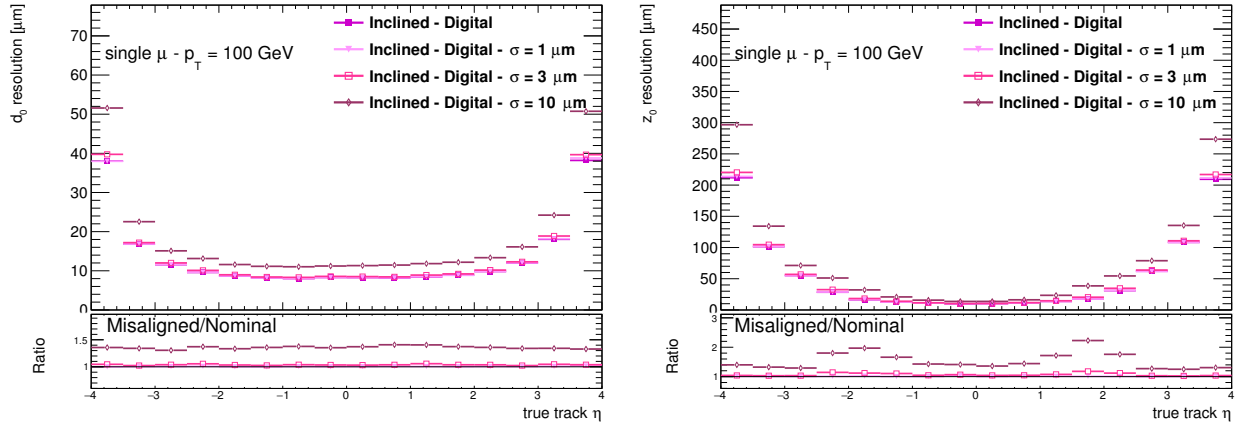 d0 resolution [μm]
70
60
50
40
30
20
10
0
single μ - pT = 100 GeV
Inclined - Digital
Inclined - Digital - σ = 1 μm
Inclined - Digital - σ = 3 μm
Inclined - Digital - σ = 10 μm
Ratio
1.5
1
Misaligned/Nominal
−4 −3 −2 −1 0 1 2 3 4
true track η
z0 resolution [μm]
450
400
350
300
250
200
150
100
50
0
single μ - pT = 100 GeV
Inclined - Digital
Inclined - Digital - σ = 1 μm
Inclined - Digital - σ = 3 μm
Inclined - Digital - σ = 10 μm
Ratio
3
2
1
Misaligned/Nominal
−4 −3 −2 −1 0 1 2 3 4
true track η